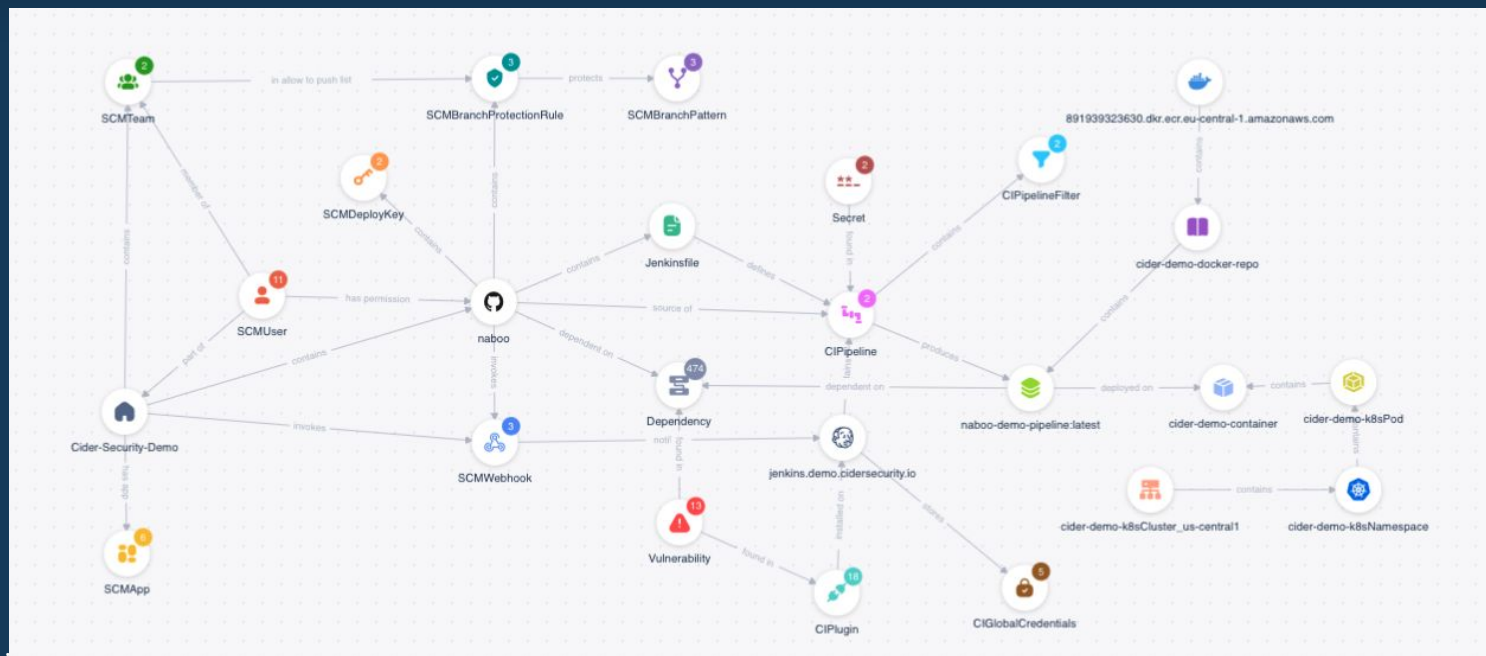 2
SCMTeam
in allow to push list
3
SCMBranchProtectionRule
protects
3
SCMBranchPattern
891939323630.dkr.ecr.eu-central-1.amazonaws.com
contains
2
CIPipelineFilter
2
Secret
found in
2
SCMDeployKey
contains
contains
member of
contains
Jenkinsfile
contains
defines
contains
cider-demo-docker-repo
contains
11
SCMUser
has permission
naboo
source of
2
CIPipeline
part of
contains
dependent on
invokes
produces
474
Dependency
dependent on
naboo-demo-pipeline:latest
deployed on
cider-demo-container
contains
cider-demo-k8sPod
contains
Cider-Security-Demo
invokes
3
SCMWebhook
notif
found in
jenkins.demo.cidersecurity.io
cider-demo-k8sCluster_us-central1
contains
cider-demo-k8sNamespace
has app
6
SCMApp
13
Vulnerability
found in
installed on
stores
18
CIPlugin
5
CIGlobalCredentials